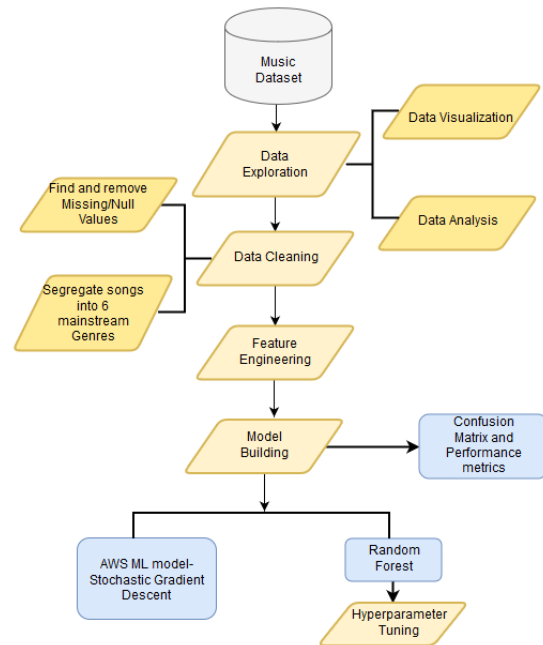 Music
Dataset
Data Visualization
Data
Exploration
Find and remove
Missing/Null
Values
Data Analysis
Data Cleaning
Segregate songs
into 6
mainstream
Genres
Feature
Engineering
Model
Building
Confusion
Matrix and
Performance
metrics
AWS ML model-
Stochastic Gradient
Descent
Random
Forest
Hyperparameter
Tuning